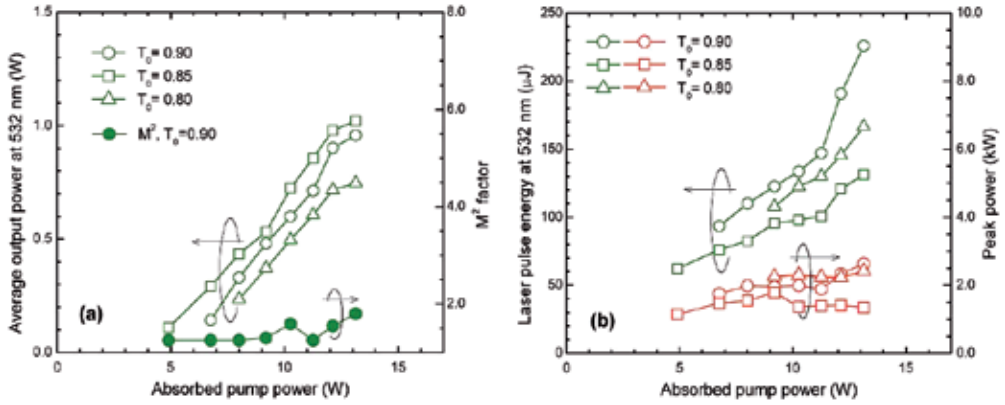 1.5
8.0
T₀= 0.90
T₀= 0.85
T₀= 0.80
M², T₀=0.90
1.0
6.0
0.5
4.0
2.0
0.0
0
5
10
15
Average output power at 532 nm (W)
M² factor
(a)
Absorbed pump power (W)
250
10.0
T₀ = 0.90
T₀ = 0.85
T₀ = 0.80
200
8.0
150
6.0
100
4.0
50
2.0
0
0.0
0
5
10
15
Laser pulse energy at 532 nm (μJ)
Peak power (kW)
(b)
Absorbed pump power (W)